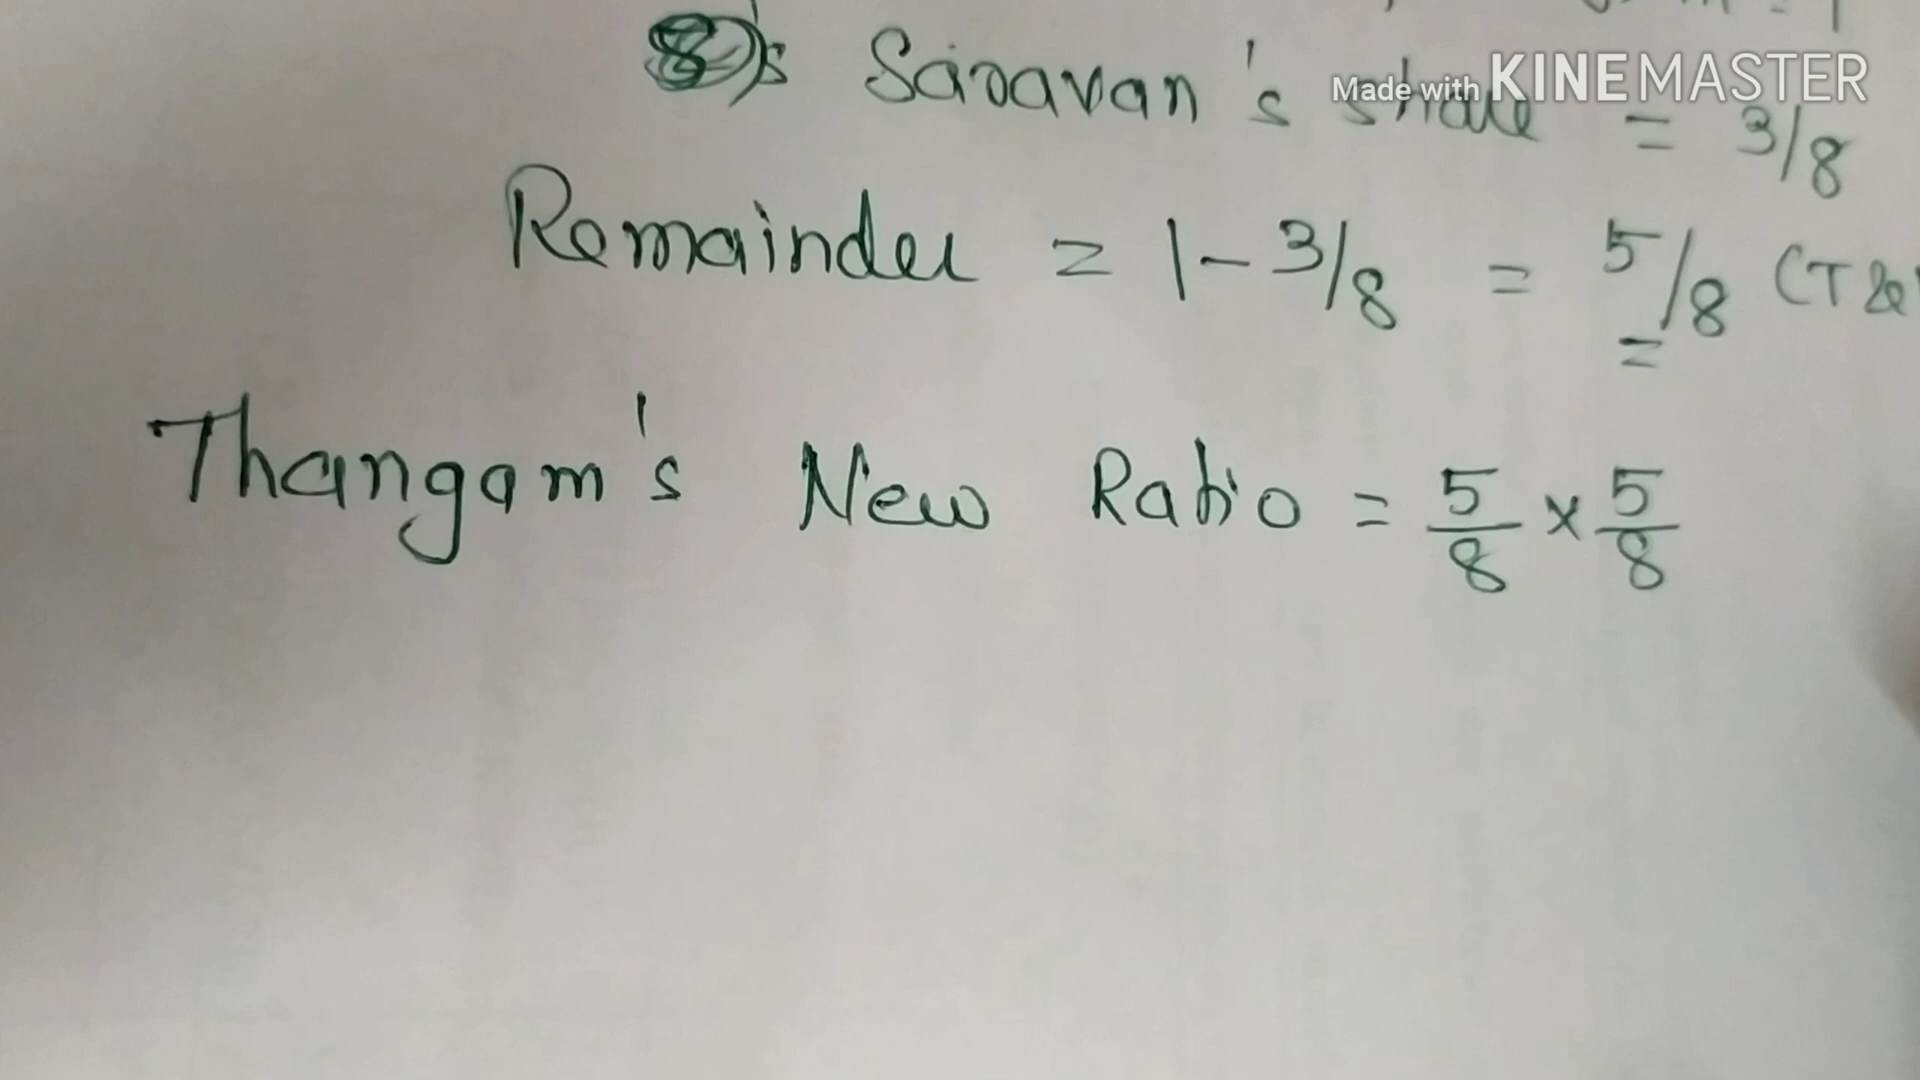 's Saravan's share = 3/8
Made with KINEMASTER
Remainder = 1 - 3/8 = 5/8 (T &
Thangam's New Ratio = 5/8 × 5/8